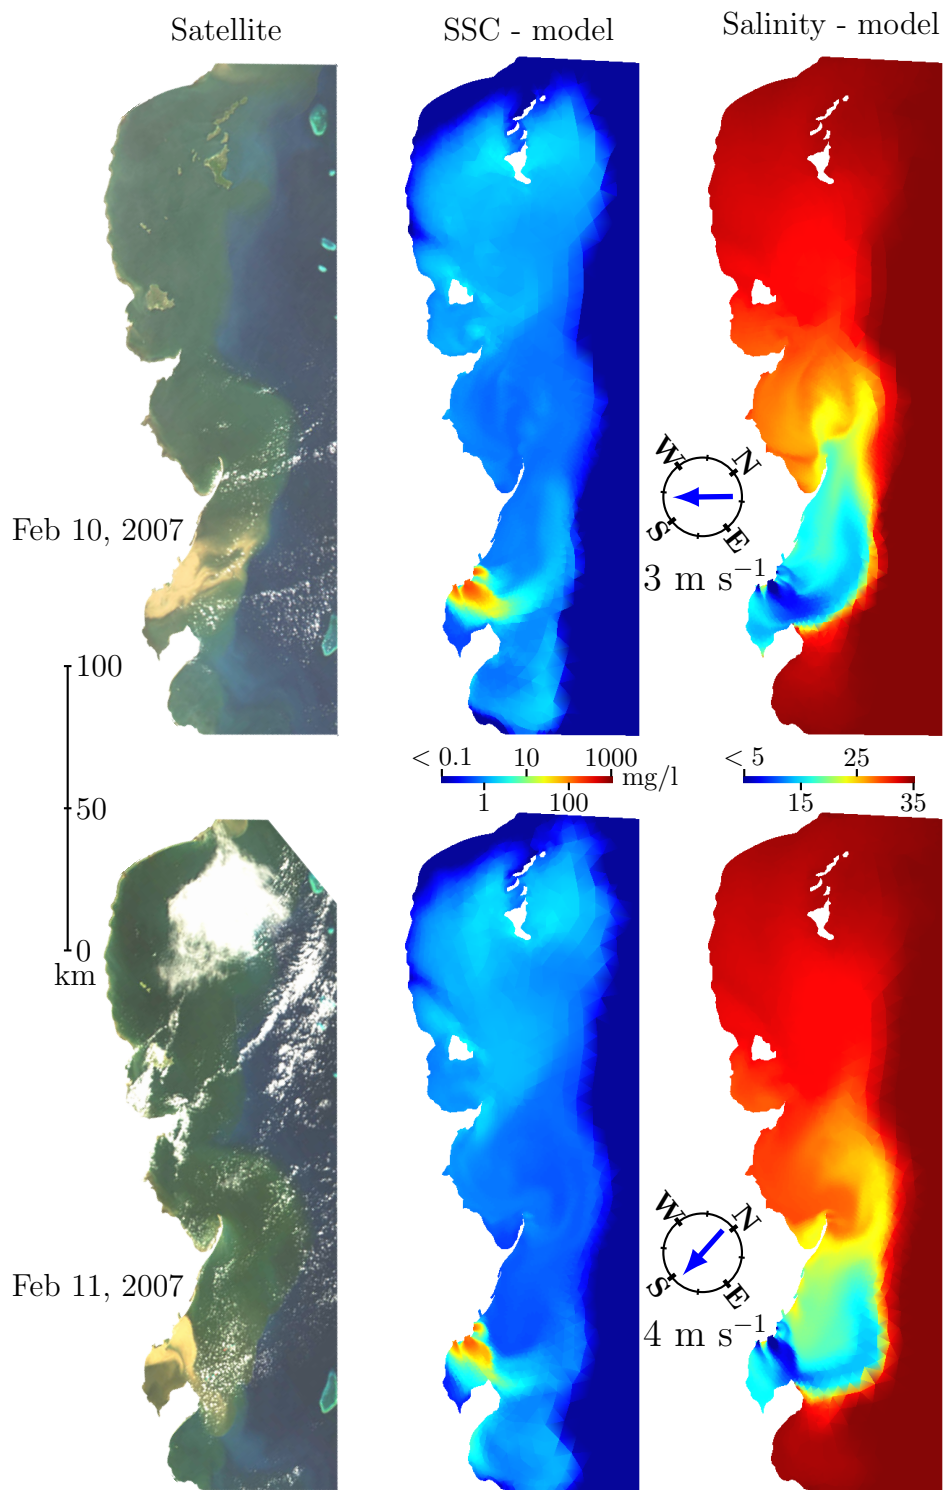 Satellite
SSC - model
Salinity - model
W
N
S
E
Feb 10, 2007
3 m s⁻¹
100
50
0
km
< 0.1
10
1000
mg/l
1
100
< 5
25
15
35
W
N
S
E
Feb 11, 2007
4 m s⁻¹